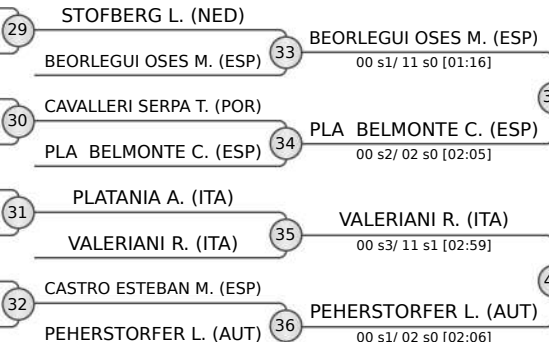 STOFBERG L. (NED)
29
BEORLEGUI OSES M. (ESP)
33
BEORLEGUI OSES M. (ESP)
00 s1/ 11 s0 [01:16]
CAVALLERI SERPA T. (POR)
30
PLA BELMONTE C. (ESP)
34
PLA BELMONTE C. (ESP)
00 s2/ 02 s0 [02:05]
PLATANIA A. (ITA)
31
VALERIANI R. (ITA)
35
VALERIANI R. (ITA)
00 s3/ 11 s1 [02:59]
CASTRO ESTEBAN M. (ESP)
32
PEHERSTORFER L. (AUT)
36
PEHERSTORFER L. (AUT)
00 s1/ 02 s0 [02:06]